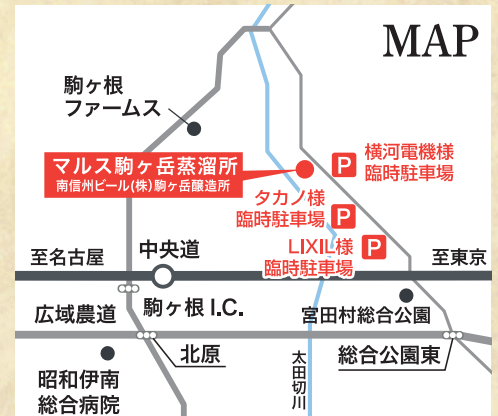 MAP
駒ヶ根
ファームス
マルス駒ヶ岳蒸溜所
南信州ビール(株)駒ヶ岳醸造所
P
横河電機様
臨時駐車場
タカノ様
臨時駐車場
P
LIXIL様
臨時駐車場
P
至名古屋
中央道
至東京
広域農道
駒ヶ根 I.C.
宮田村総合公園
北原
太田切川
総合公園東
昭和伊南
総合病院